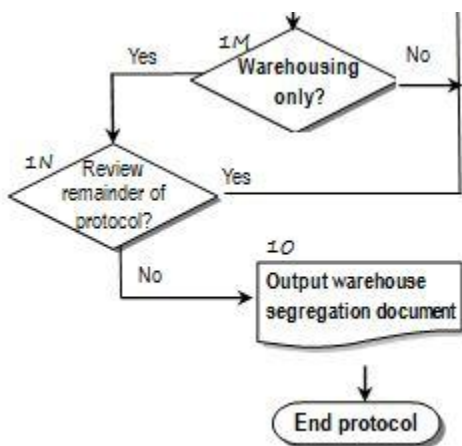 1M
Yes
Warehousing
only?
No
1N
Review
remainder of
protocol?
Yes
No
1O
Output warehouse
segregation document
End protocol